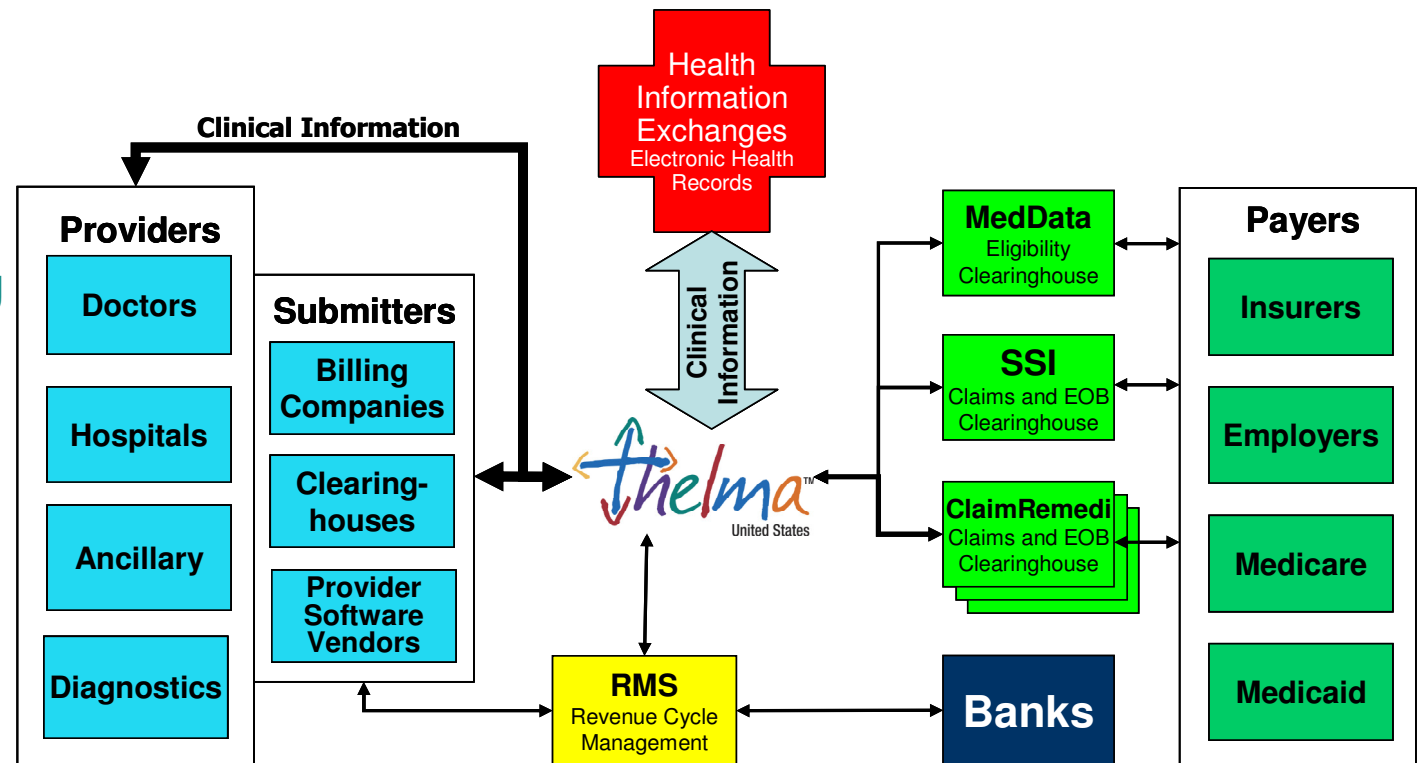 Health
Information
Exchanges
Electronic Health
Records
Clinical Information
Providers
Doctors
Hospitals
Ancillary
Diagnostics
Submitters
Billing
Companies
Clearing-
houses
Provider
Software
Vendors
Clinical
Information
thelma™
United States
RMS
Revenue Cycle
Management
MedData
Eligibility
Clearinghouse
SSI
Claims and EOB
Clearinghouse
ClaimRemedi
Claims and EOB
Clearinghouse
Banks
Payers
Insurers
Employers
Medicare
Medicaid